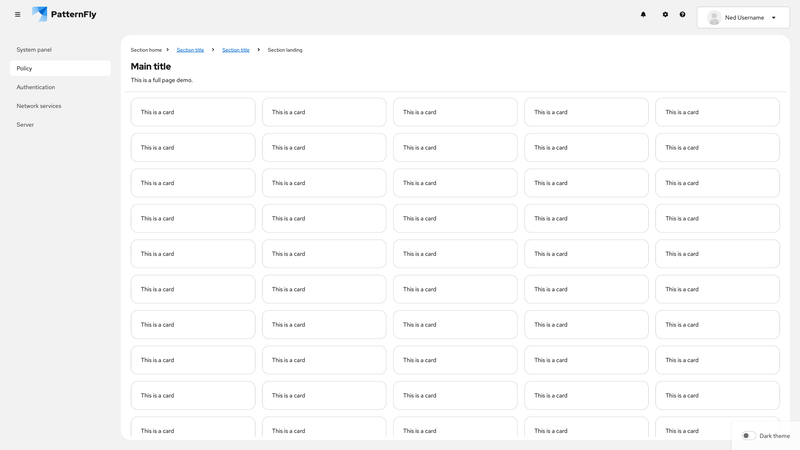 PatternFly
Ned Username
System panel
Policy
Authentication
Network services
Server
Section home Section title Section title Section landing
Main title
This is a full page demo.
This is a card This is a card This is a card This is a card This is a card
This is a card This is a card This is a card This is a card This is a card
This is a card This is a card This is a card This is a card This is a card
This is a card This is a card This is a card This is a card This is a card
This is a card This is a card This is a card This is a card This is a card
This is a card This is a card This is a card This is a card This is a card
This is a card This is a card This is a card This is a card This is a card
This is a card This is a card This is a card This is a card This is a card
This is a card This is a card This is a card This is a card This is a card
This is a card This is a card This is a card This is a card This is a card
Dark theme